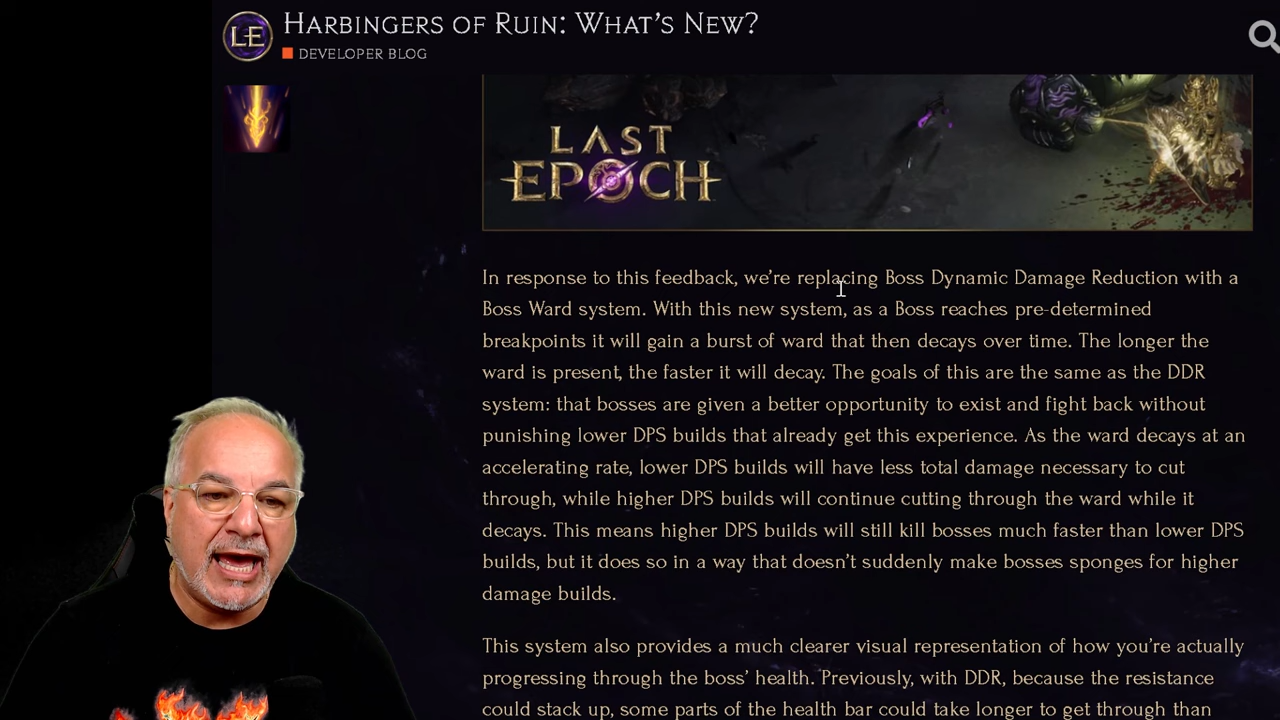 LE
HARBINGERS OF RUIN: WHAT'S NEW?
DEVELOPER BLOG
LAST
EPOCH
In response to this feedback, we're replacing Boss Dynamic Damage Reduction with a
Boss Ward system. With this new system, as a Boss reaches pre-determined
breakpoints it will gain a burst of ward that then decays over time. The longer the
ward is present, the faster it will decay. The goals of this are the same as the DDR
system: that bosses are given a better opportunity to exist and fight back without
punishing lower DPS builds that already get this experience. As the ward decays at an
accelerating rate, lower DPS builds will have less total damage necessary to cut
through, while higher DPS builds will continue cutting through the ward while it
decays. This means higher DPS builds will still kill bosses much faster than lower DPS
builds, but it does so in a way that doesn't suddenly make bosses sponges for higher
damage builds.
This system also provides a much clearer visual representation of how you're actually
progressing through the boss' health. Previously, with DDR, because the resistance
could stack up, some parts of the health bar could take longer to get through than